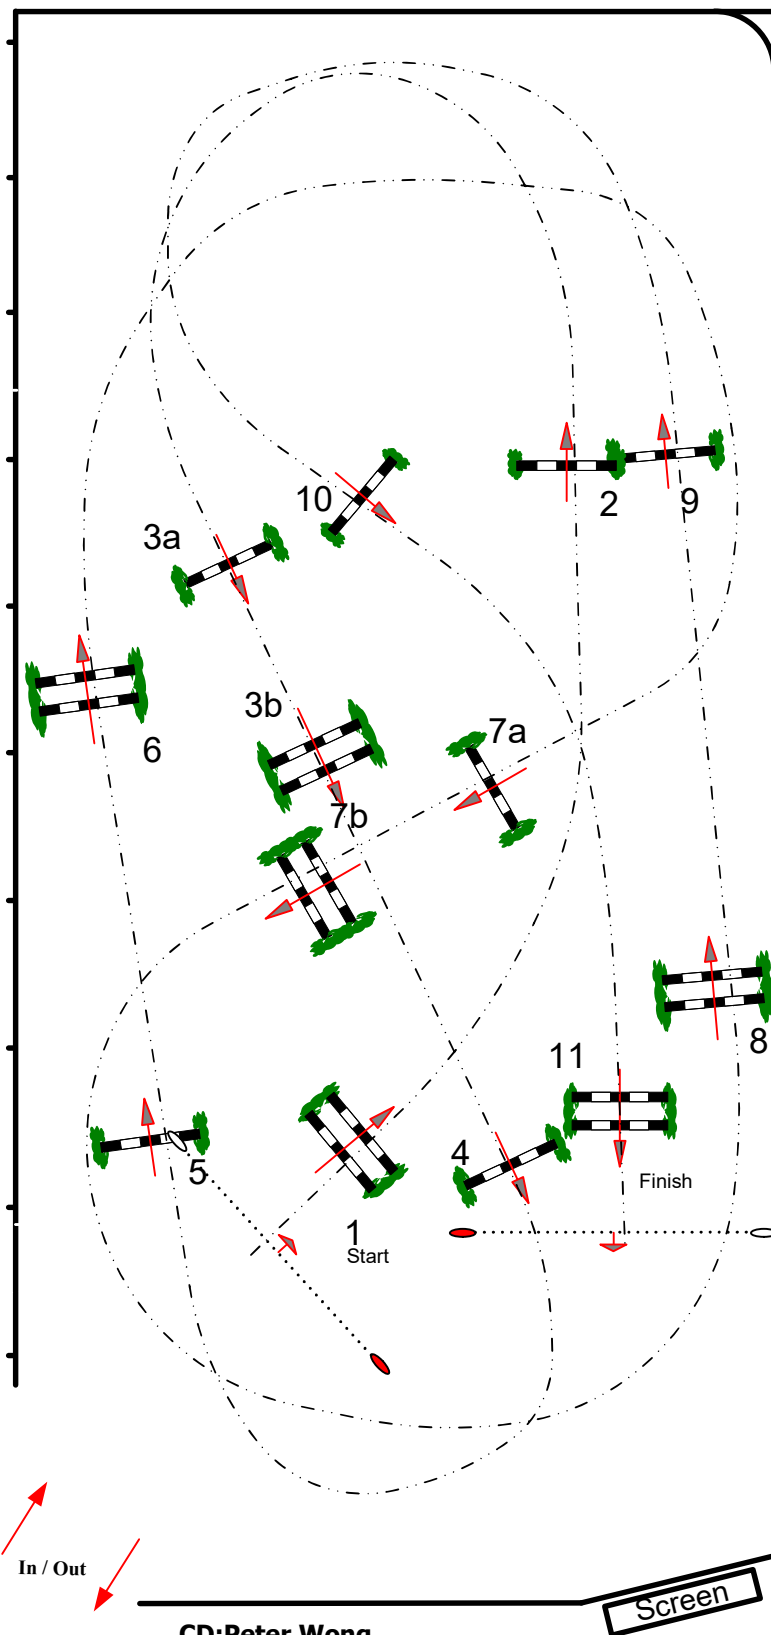 10
2
9
3a
3b
7a
6
7b
8
11
4
5
Finish
1
Start
In / Out
Screen
CD:Peter Wong